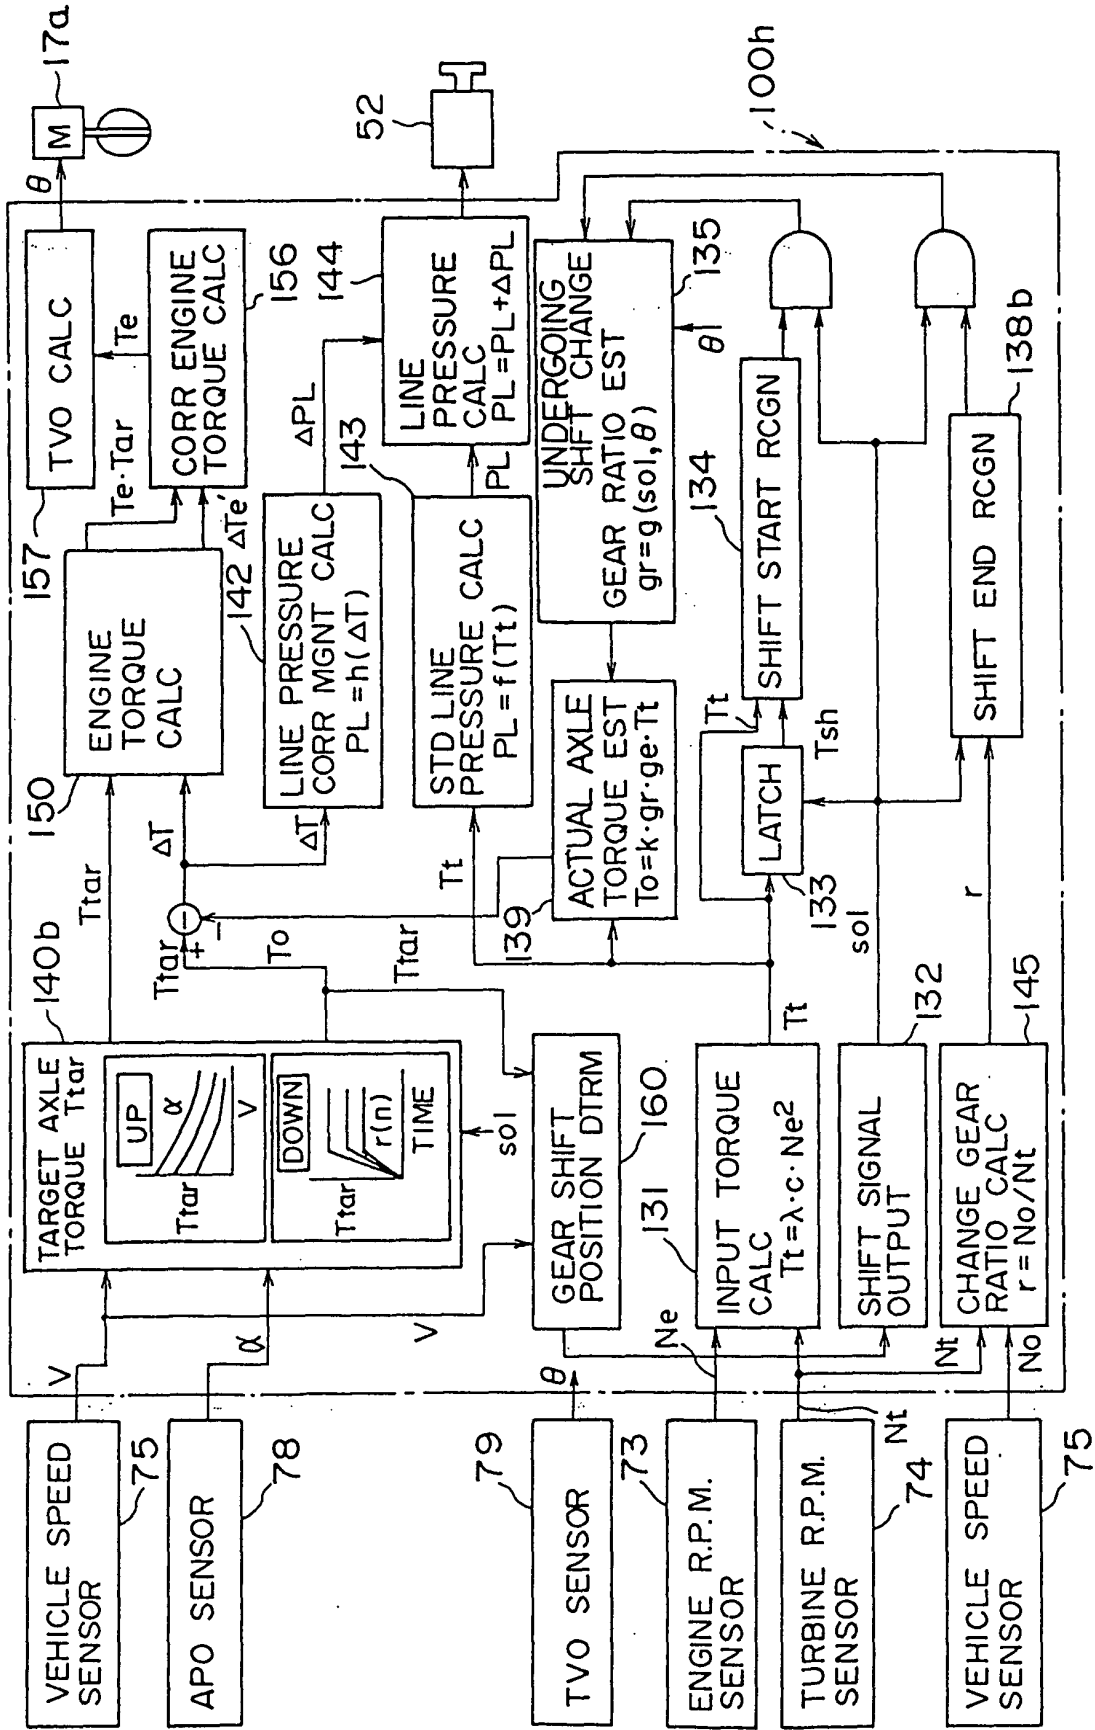 VEHICLE SPEED
SENSOR
75
APO SENSOR
78
TVO SENSOR
79
ENGINE R.P.M.
SENSOR
73
TURBINE R.P.M.
SENSOR
74
VEHICLE SPEED
SENSOR
75
V
α
V
θ
Ne
Nt
Nt
No
TARGET AXLE
TORQUE Ttar
140b
UP
Ttar
α
V
DOWN
Ttar
r(n)
TIME
sol
GEAR SHIFT
POSITION DTRM
160
INPUT TORQUE
CALC
Tt=λ·c·Ne2
131
SHIFT SIGNAL
OUTPUT
132
CHANGE GEAR
RATIO CALC
r=No/Nt
145
Ttar
Ttar
+
-
-
To
Ttar
ΔT
ΔT
Tt
Tt
sol
r
ENGINE
TORQUE
CALC
150
LINE PRESSURE
CORR MGNT CALC
PL=h(ΔT)
142
STD LINE
PRESSURE CALC
PL=f(Tt)
143
ACTUAL AXLE
TORQUE EST
To=k·gr·ge·Tt
139
LATCH
133
Tt
Tsh
SHIFT START RCGN
134
SHIFT END RCGN
138b
Te·Tar
ΔTe'
ΔPL
PL
TVO CALC
157
Te
CORR ENGINE
TORQUE CALC
156
LINE
PRESSURE
CALC
PL=PL+ΔPL
144
UNDERGOING
SHFT CHANGE
GEAR RATIO EST
gr=g(sol,θ)
135
θ
θ
M
17a
52
100h